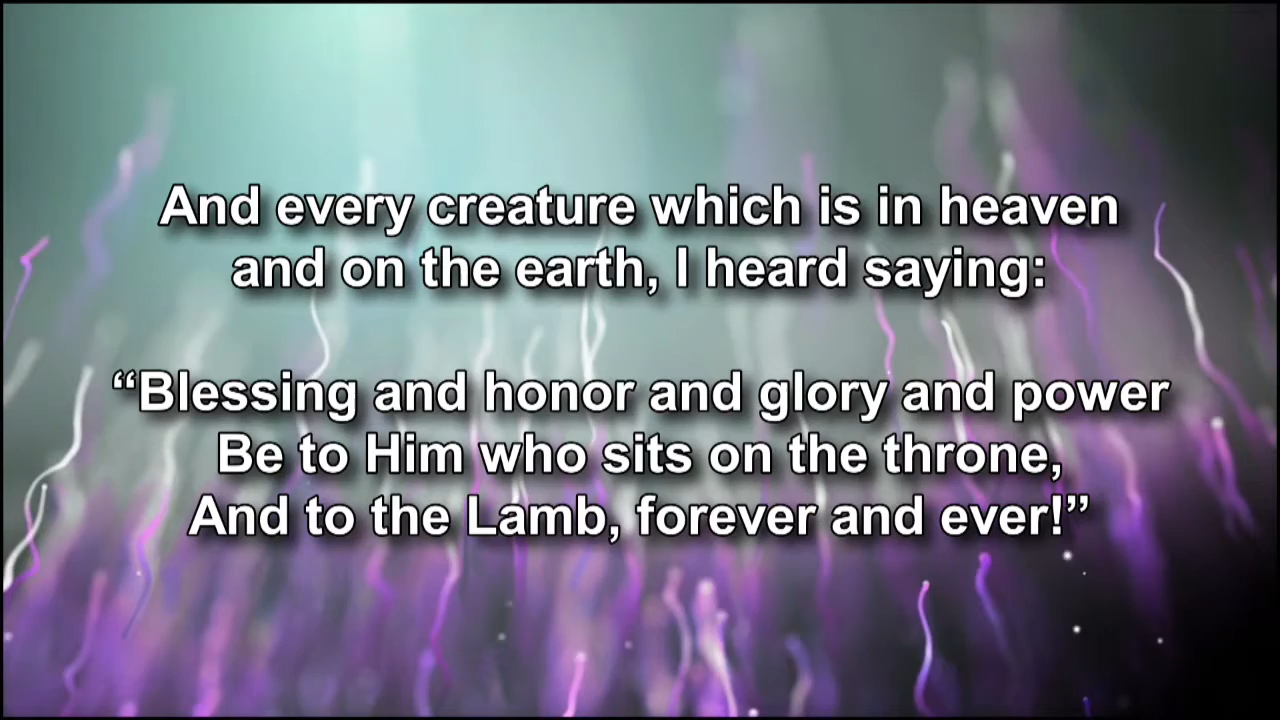 And every creature which is in heaven
and on the earth, I heard saying:
“Blessing and honor and glory and power
Be to Him who sits on the throne,
And to the Lamb, forever and ever!”